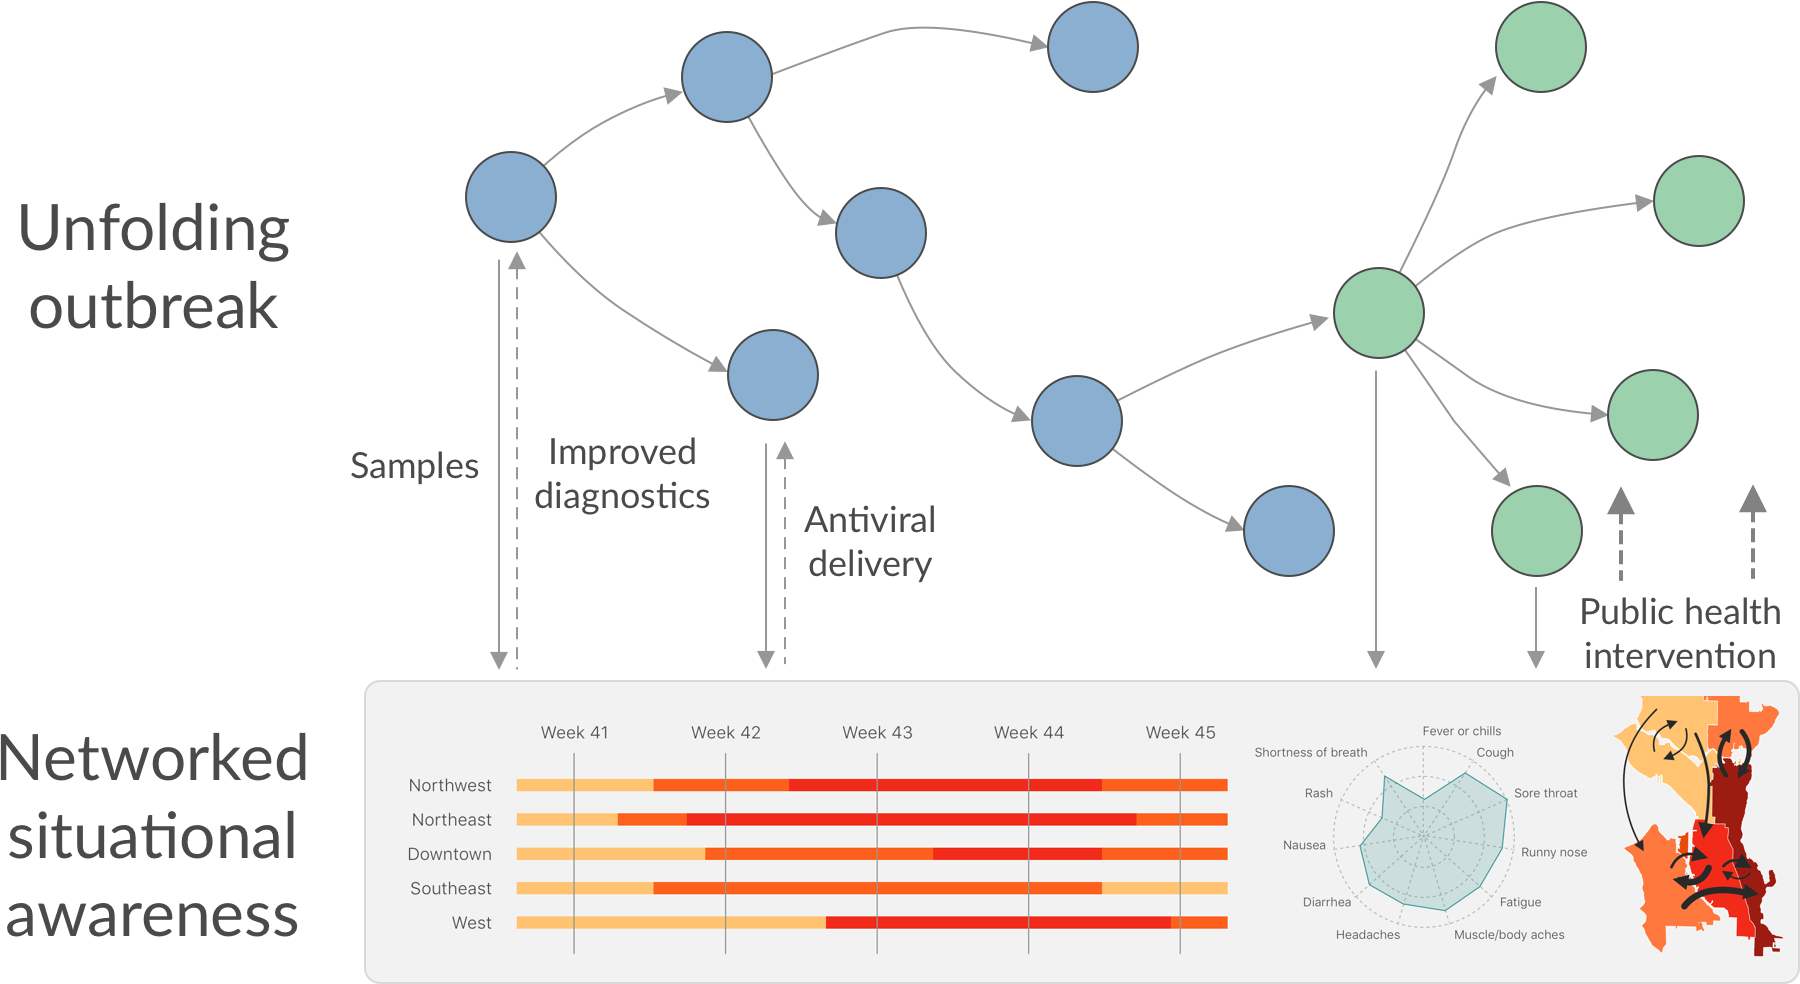 Unfolding
outbreak
Samples
Improved
diagnostics
Antiviral
delivery
Public health
intervention
Networked
situational
awareness
Week 41
Week 42
Week 43
Week 44
Week 45
Northwest
Northeast
Downtown
Southeast
West
Fever or chills
Cough
Sore throat
Runny nose
Fatigue
Muscle/body aches
Headaches
Diarrhea
Nausea
Rash
Shortness of breath